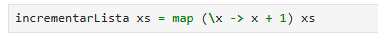 incrementarLista xs = map (\x -> x + 1) xs